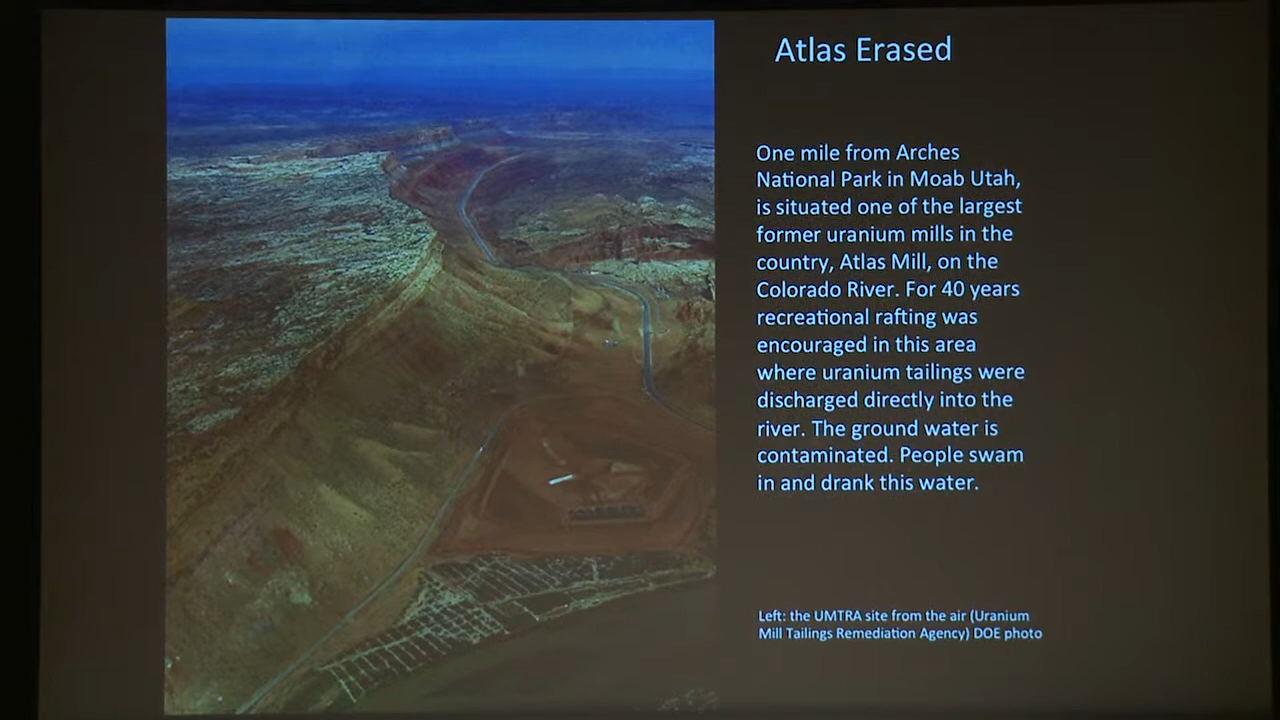 Atlas Erased
One mile from Arches
National Park in Moab Utah,
is situated one of the largest
former uranium mills in the
country, Atlas Mill, on the
Colorado River. For 40 years
recreational rafting was
encouraged in this area
where uranium tailings were
discharged directly into the
river. The ground water is
contaminated. People swam
in and drank this water.
Left: the UMTRA site from the air (Uranium
Mill Tailings Remediation Agency) DOE photo